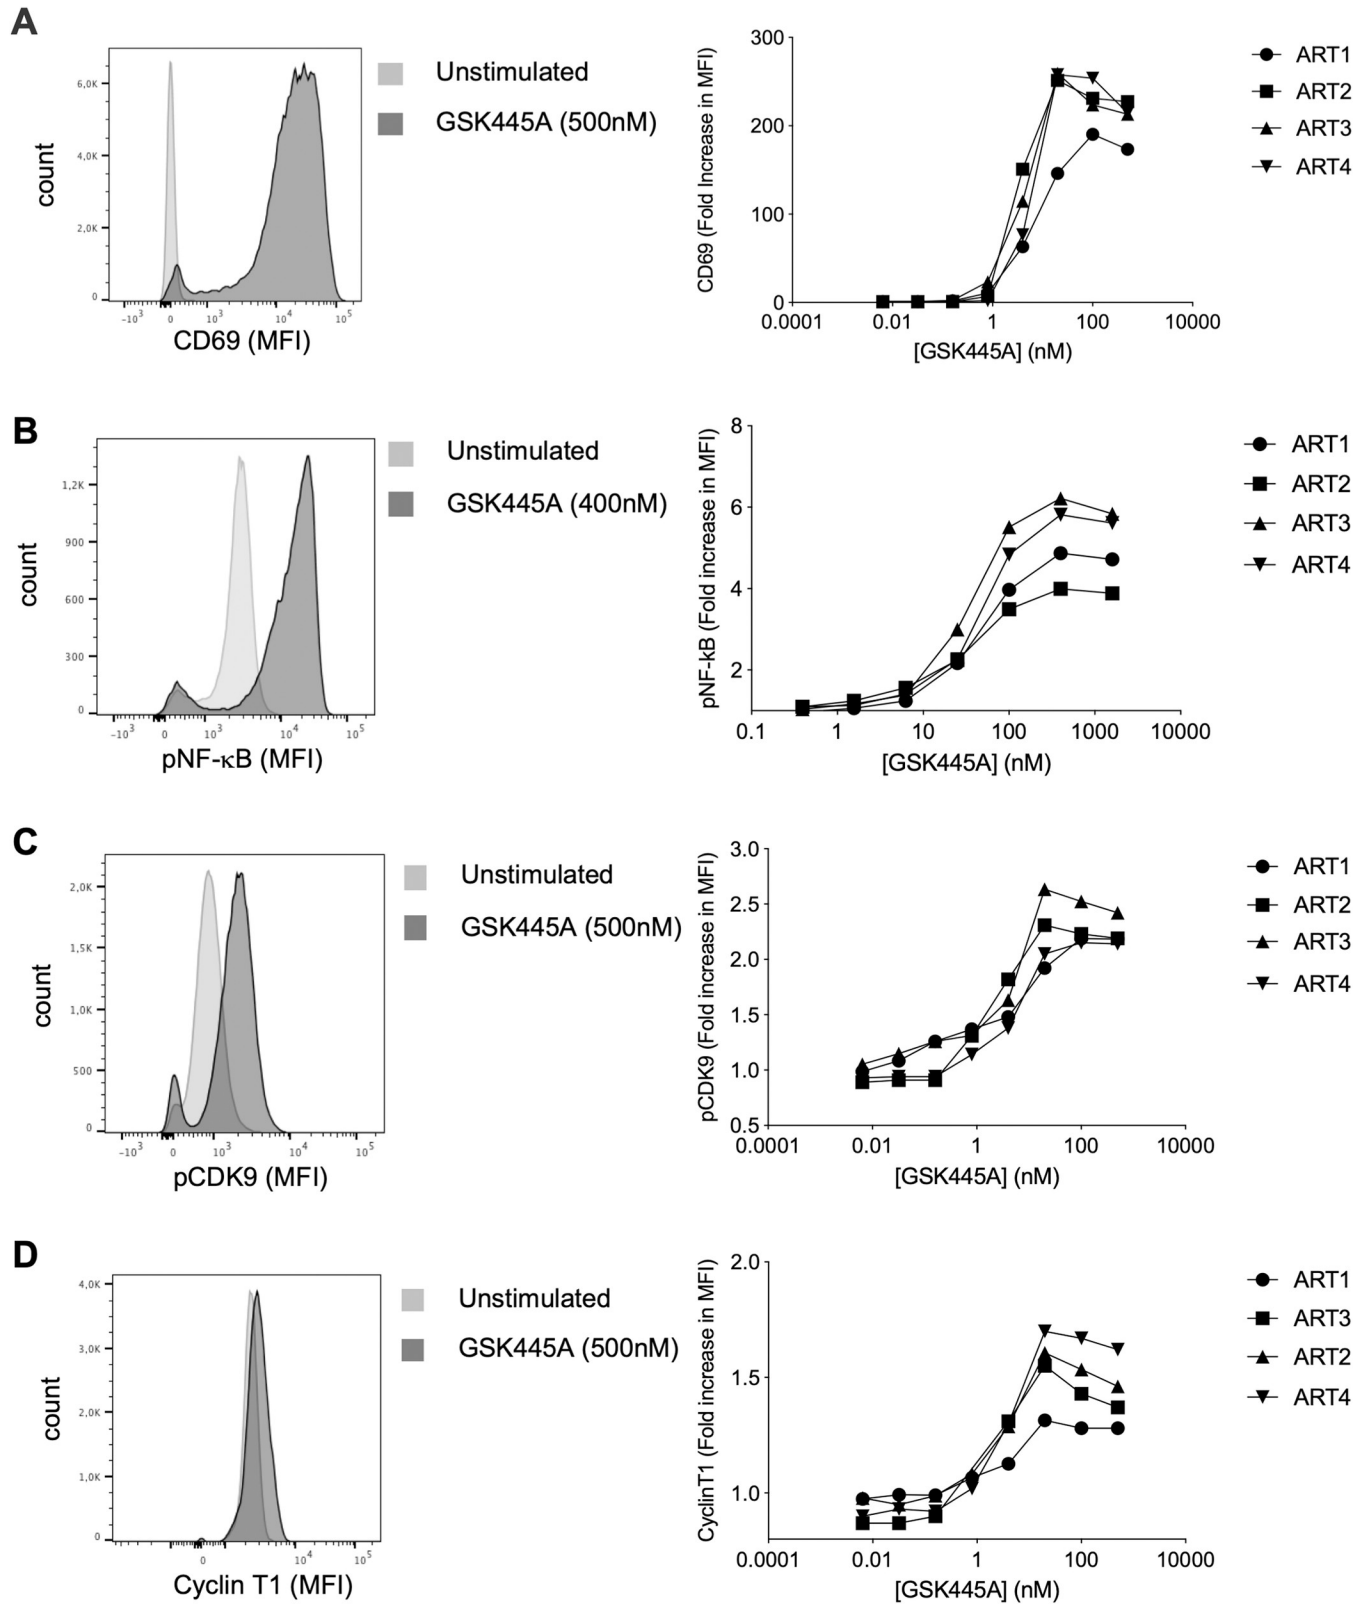 A
6,0K
4,0K
2,0K
0
count
-10³ 0 10³ 10⁴ 10⁵
CD69 (MFI)
Unstimulated
GSK445A (500nM)
CD69 (Fold Increase in MFI)
300
200
100
0
0.0001 0.01 1 100 10000
[GSK445A] (nM)
ART1
ART2
ART3
ART4
B
1,2K
900
600
300
0
count
-10³ 0 10³ 10⁴ 10⁵
pNF-κB (MFI)
Unstimulated
GSK445A (400nM)
pNF-kB (Fold increase in MFI)
8
6
4
2
0.1 1 10 100 1000 10000
[GSK445A] (nM)
ART1
ART2
ART3
ART4
C
2,0K
1,5K
1,0K
500
0
count
-10³ 0 10³ 10⁴ 10⁵
pCDK9 (MFI)
Unstimulated
GSK445A (500nM)
pCDK9 (Fold increase in MFI)
3.0
2.5
2.0
1.5
1.0
0.5
0.0001 0.01 1 100 10000
[GSK445A] (nM)
ART1
ART2
ART3
ART4
D
4,0K
3,0K
2,0K
1,0K
0
count
0 10⁴ 10⁵
Cyclin T1 (MFI)
Unstimulated
GSK445A (500nM)
CyclinT1 (Fold increase in MFI)
2.0
1.5
1.0
0.0001 0.01 1 100 10000
[GSK445A] (nM)
ART1
ART3
ART2
ART4